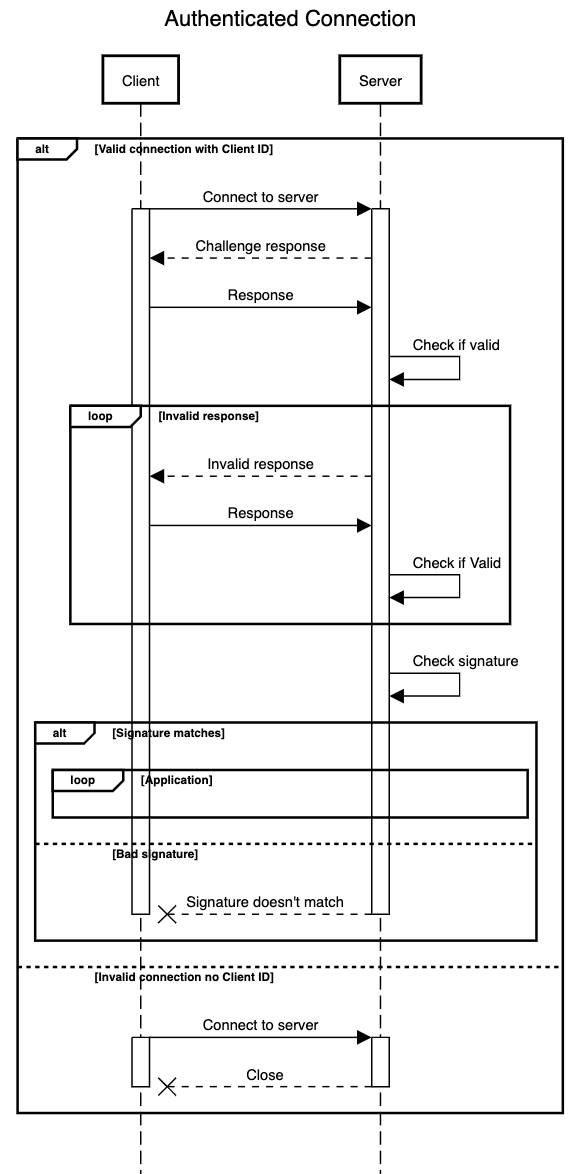 Authenticated Connection
Client
Server
alt
[Valid connection with Client ID]
Connect to server
Challenge response
Response
Check if valid
loop
[Invalid response]
Invalid response
Response
Check if Valid
Check signature
alt
[Signature matches]
loop
[Application]
[Bad signature]
Signature doesn't match
[Invalid connection no Client ID]
Connect to server
Close